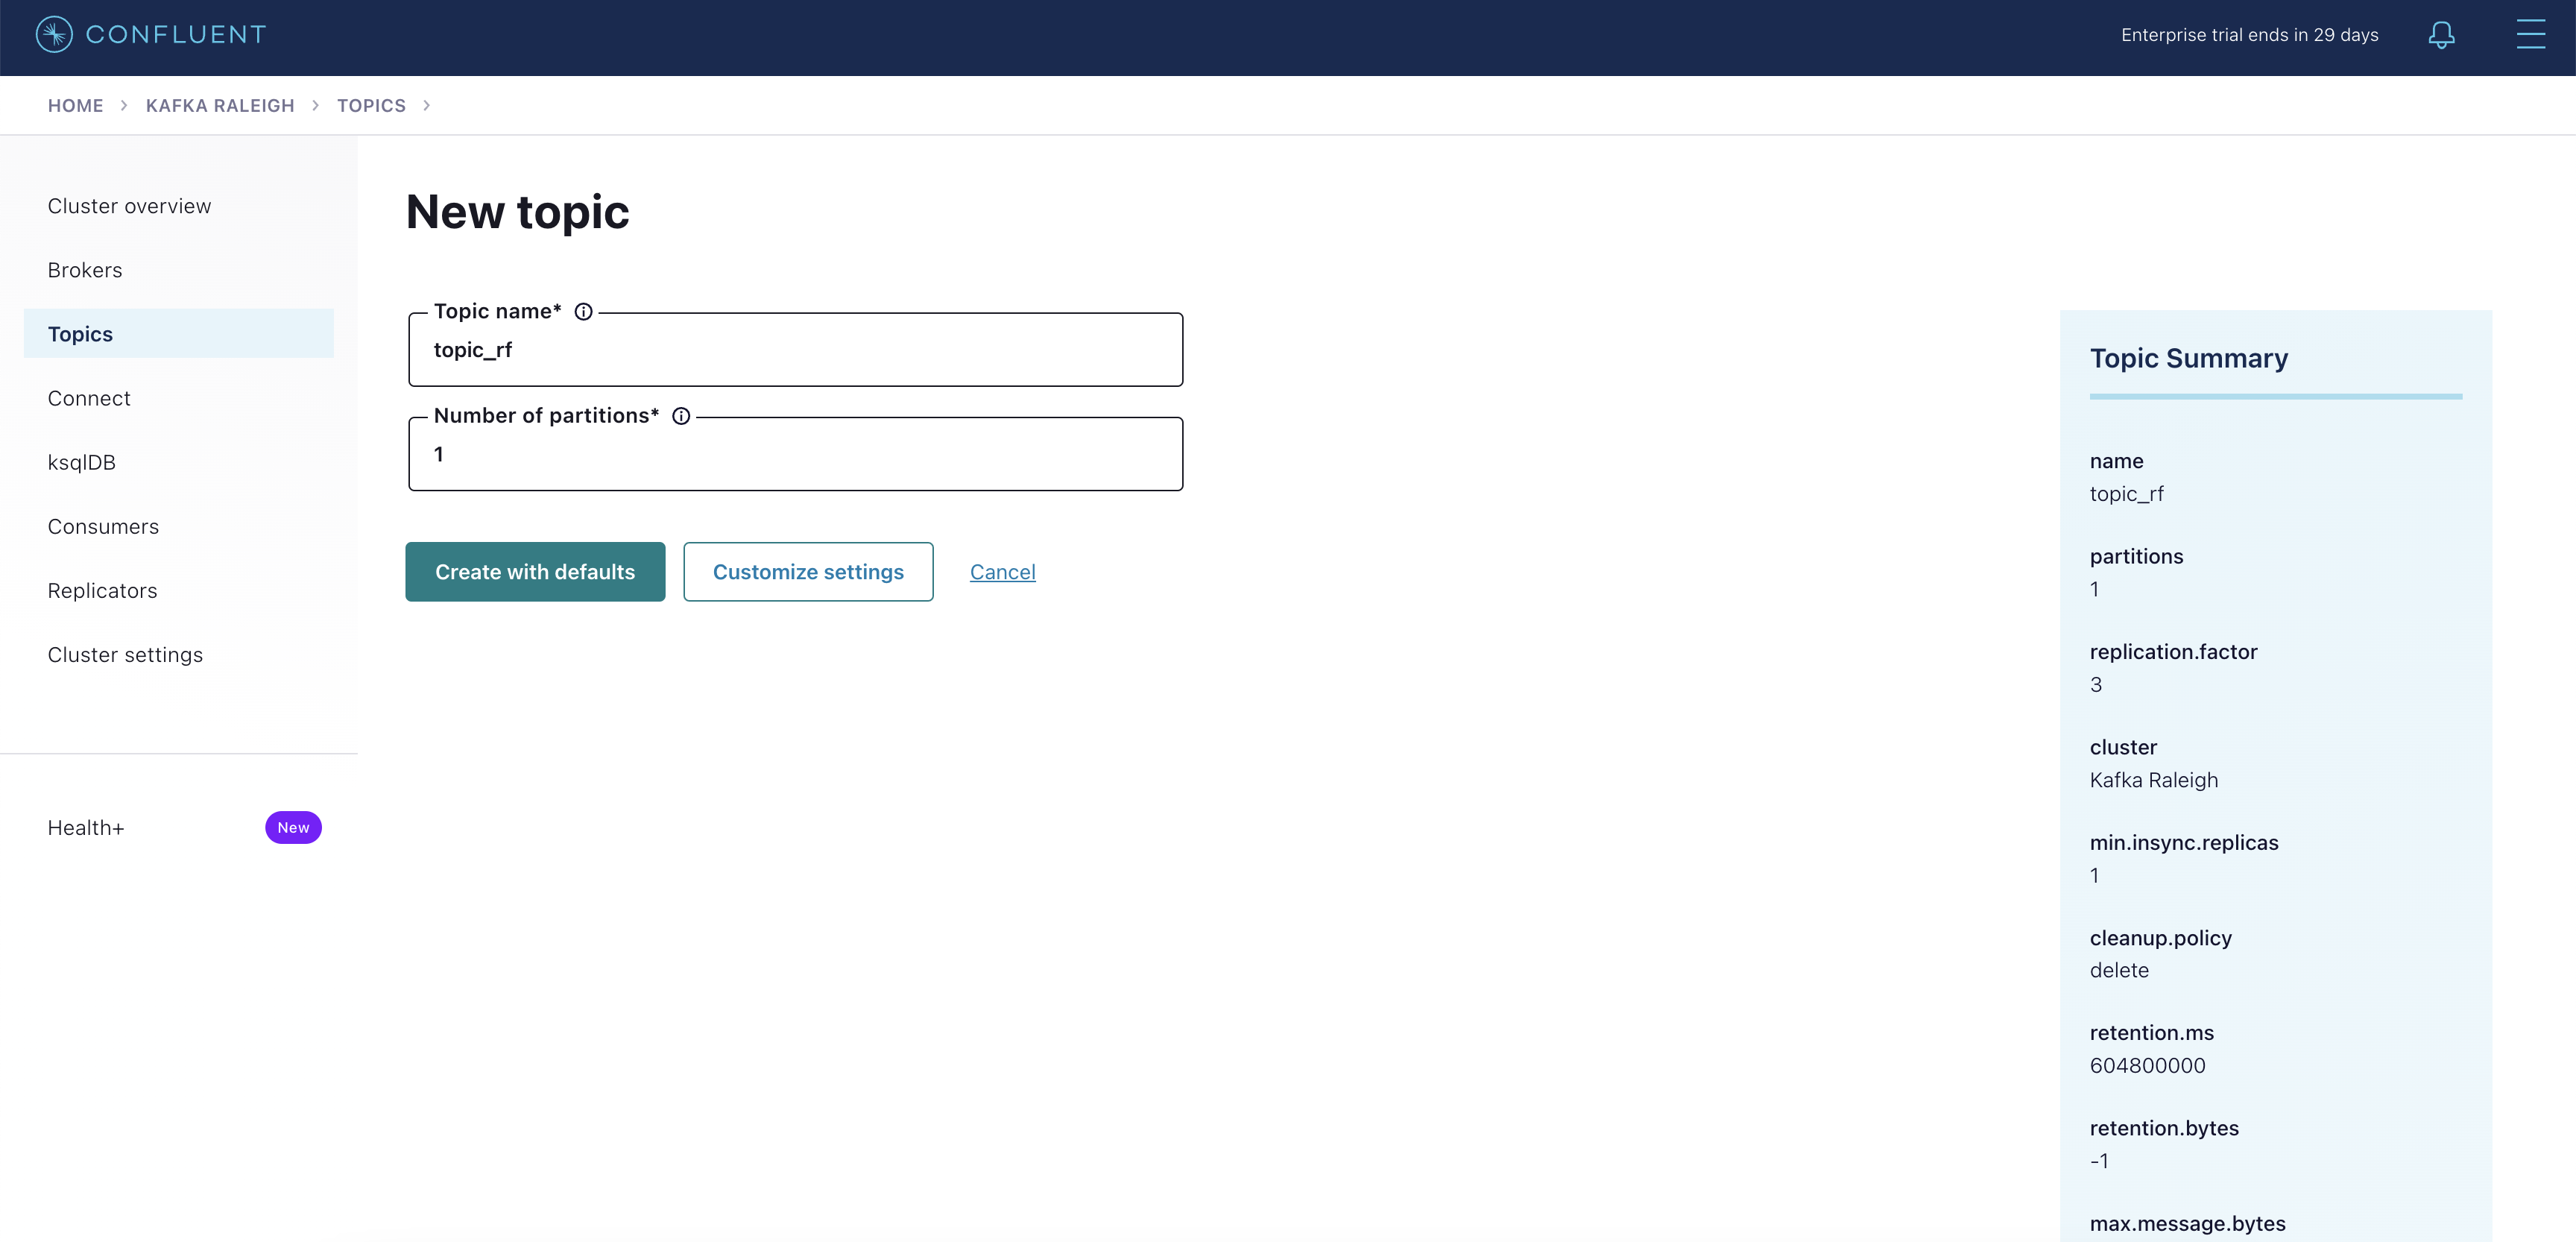 CONFLUENT
Enterprise trial ends in 29 days
HOME > KAFKA RALEIGH > TOPICS >
Cluster overview
Brokers
Topics
Connect
ksqlDB
Consumers
Replicators
Cluster settings
Health+ New
New topic
Topic name*
topic_rf
Number of partitions*
1
Create with defaults Customize settings Cancel
Topic Summary
name
topic_rf
partitions
1
replication.factor
3
cluster
Kafka Raleigh
min.insync.replicas
1
cleanup.policy
delete
retention.ms
604800000
retention.bytes
-1
max.message.bytes